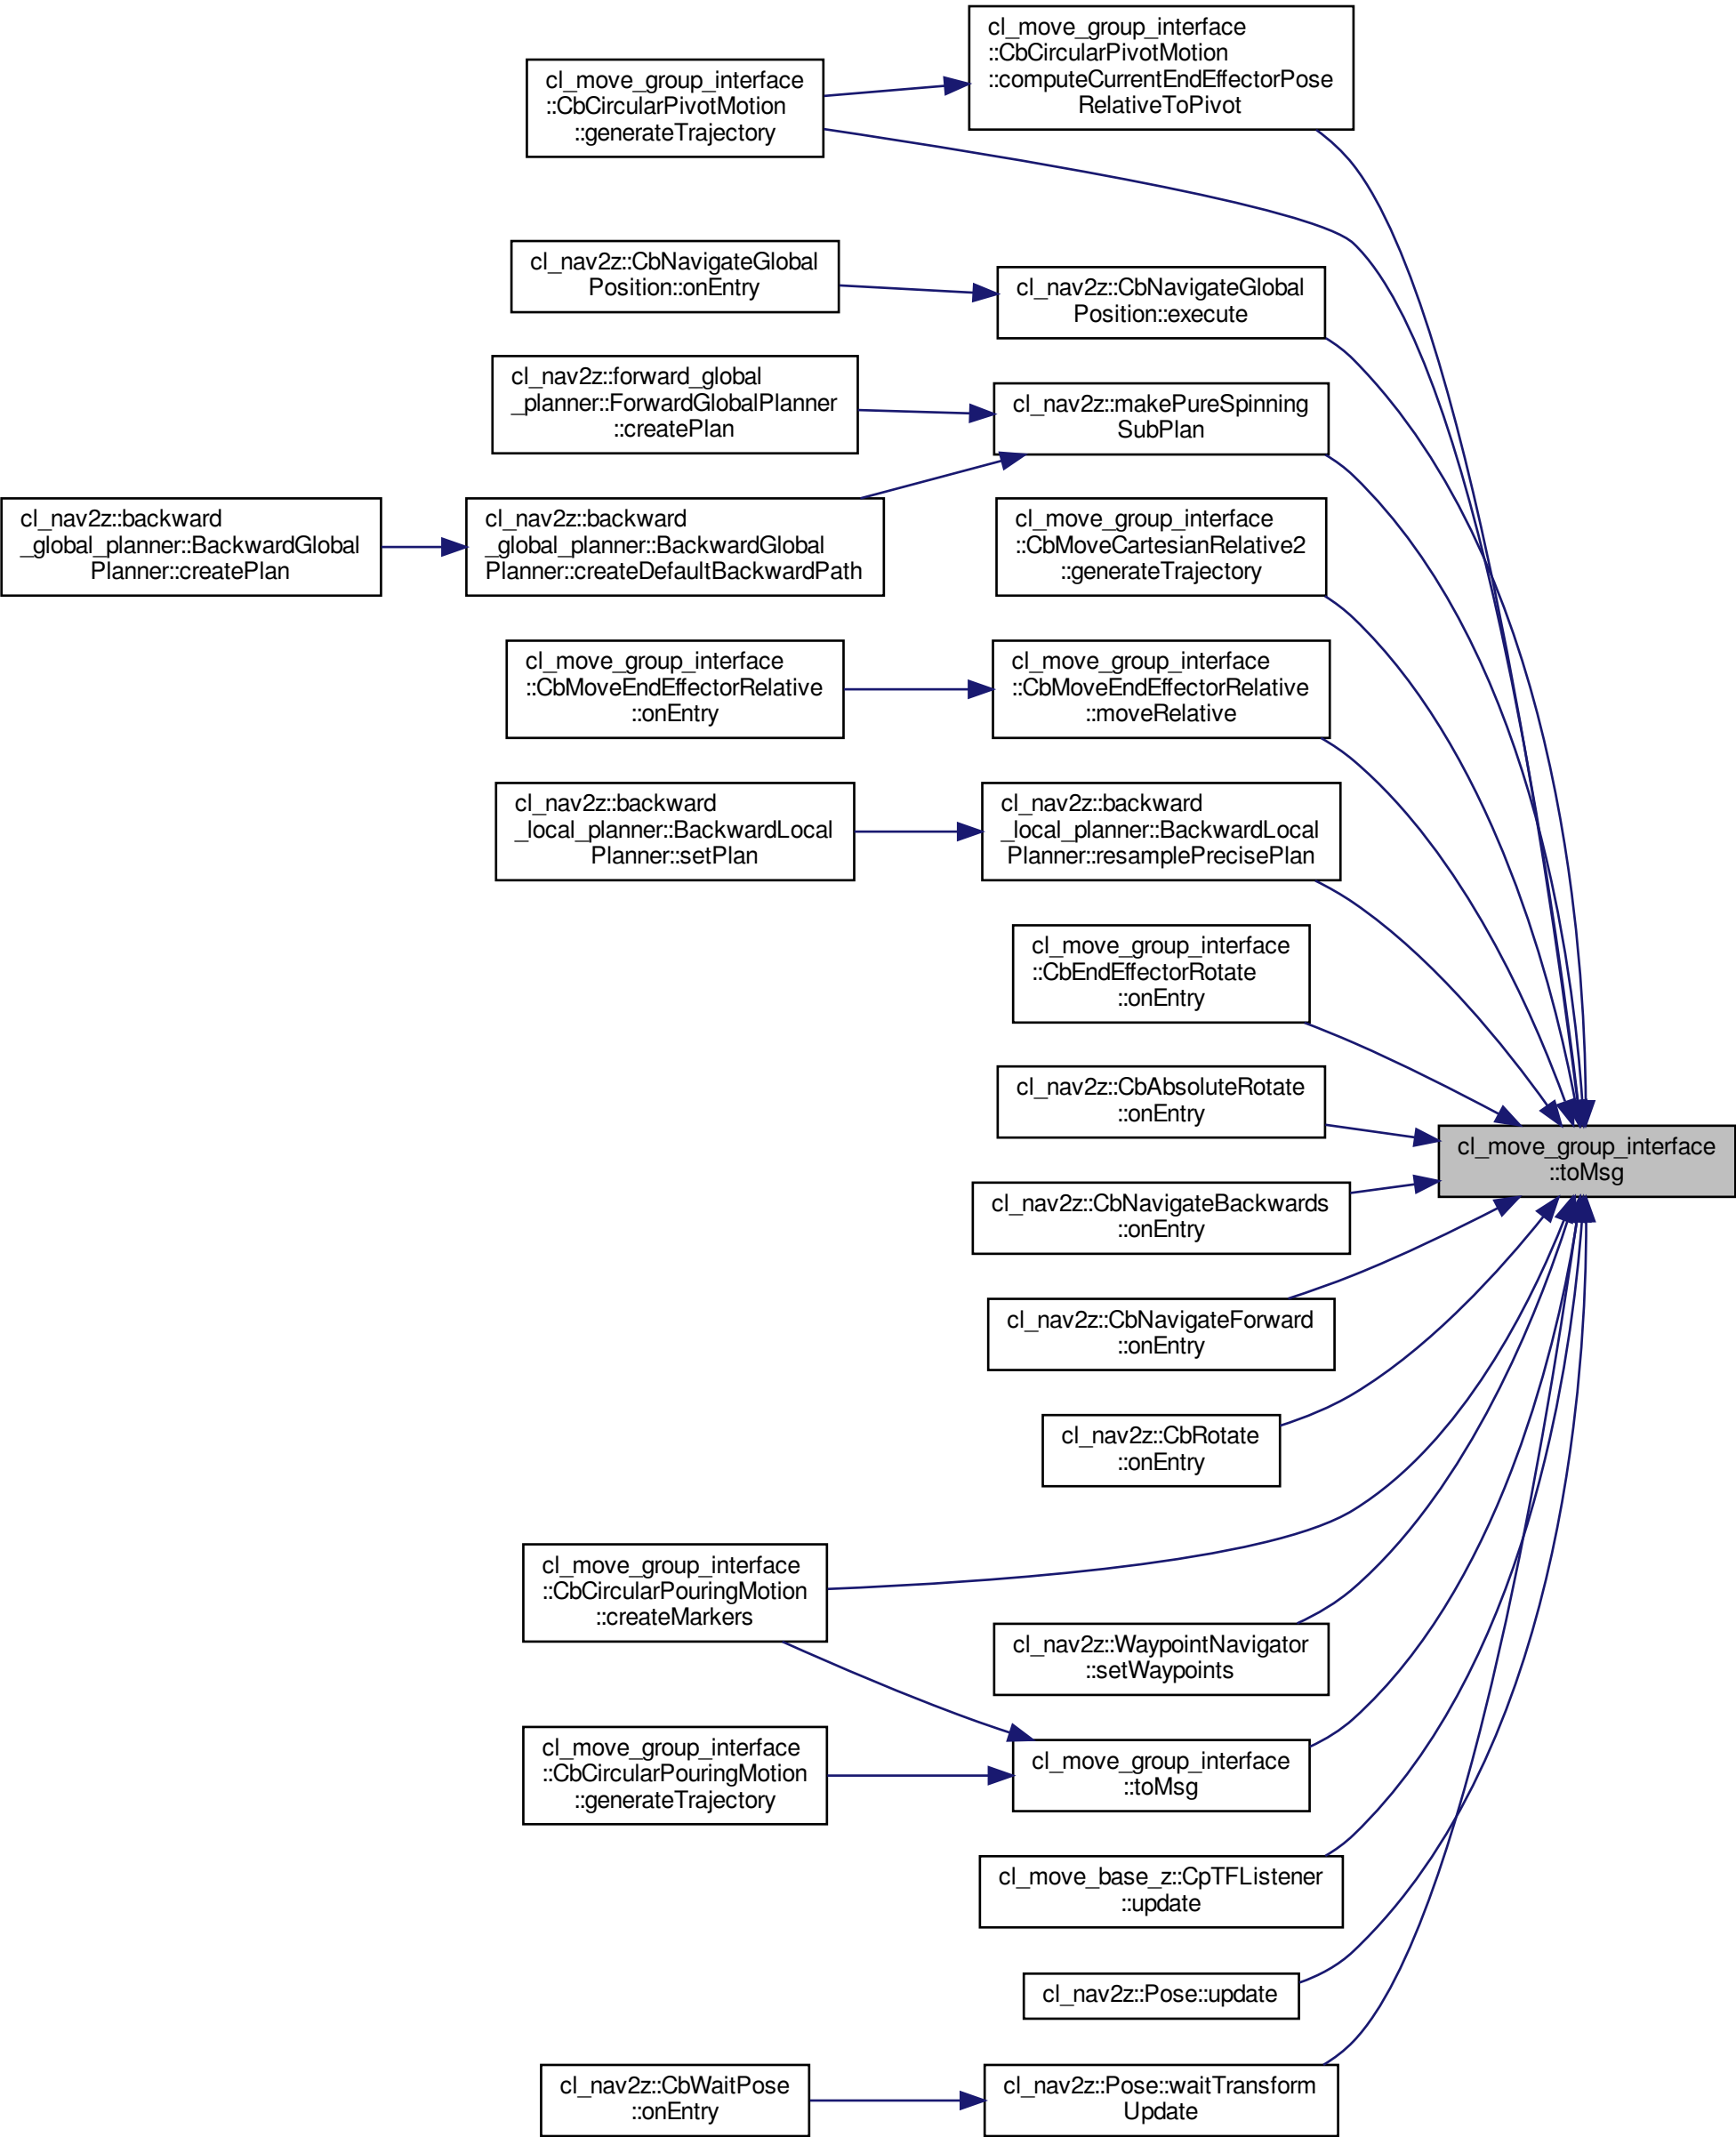 cl_move_group_interface
::CbCircularPivotMotion
::computeCurrentEndEffectorPose
RelativeToPivot
cl_move_group_interface
::CbCircularPivotMotion
::generateTrajectory
cl_nav2z::CbNavigateGlobal
Position::onEntry
cl_nav2z::CbNavigateGlobal
Position::execute
cl_nav2z::forward_global
_planner::ForwardGlobalPlanner
::createPlan
cl_nav2z::makePureSpinning
SubPlan
cl_nav2z::backward
_global_planner::BackwardGlobal
Planner::createPlan
cl_nav2z::backward
_global_planner::BackwardGlobal
Planner::createDefaultBackwardPath
cl_move_group_interface
::CbMoveCartesianRelative2
::generateTrajectory
cl_move_group_interface
::CbMoveEndEffectorRelative
::onEntry
cl_move_group_interface
::CbMoveEndEffectorRelative
::moveRelative
cl_nav2z::backward
_local_planner::BackwardLocal
Planner::setPlan
cl_nav2z::backward
_local_planner::BackwardLocal
Planner::resamplePrecisePlan
cl_move_group_interface
::CbEndEffectorRotate
::onEntry
cl_nav2z::CbAbsoluteRotate
::onEntry
cl_move_group_interface
::toMsg
cl_nav2z::CbNavigateBackwards
::onEntry
cl_nav2z::CbNavigateForward
::onEntry
cl_nav2z::CbRotate
::onEntry
cl_move_group_interface
::CbCircularPouringMotion
::createMarkers
cl_nav2z::WaypointNavigator
::setWaypoints
cl_move_group_interface
::CbCircularPouringMotion
::generateTrajectory
cl_move_group_interface
::toMsg
cl_move_base_z::CpTFListener
::update
cl_nav2z::Pose::update
cl_nav2z::CbWaitPose
::onEntry
cl_nav2z::Pose::waitTransform
Update